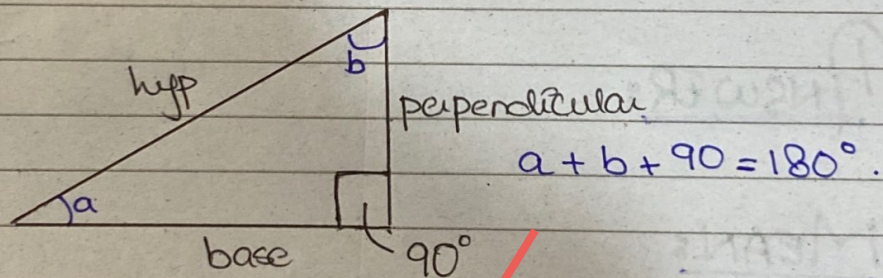 b
hyp
perpendicular
a + b + 90 = 180°.
a
base
90°